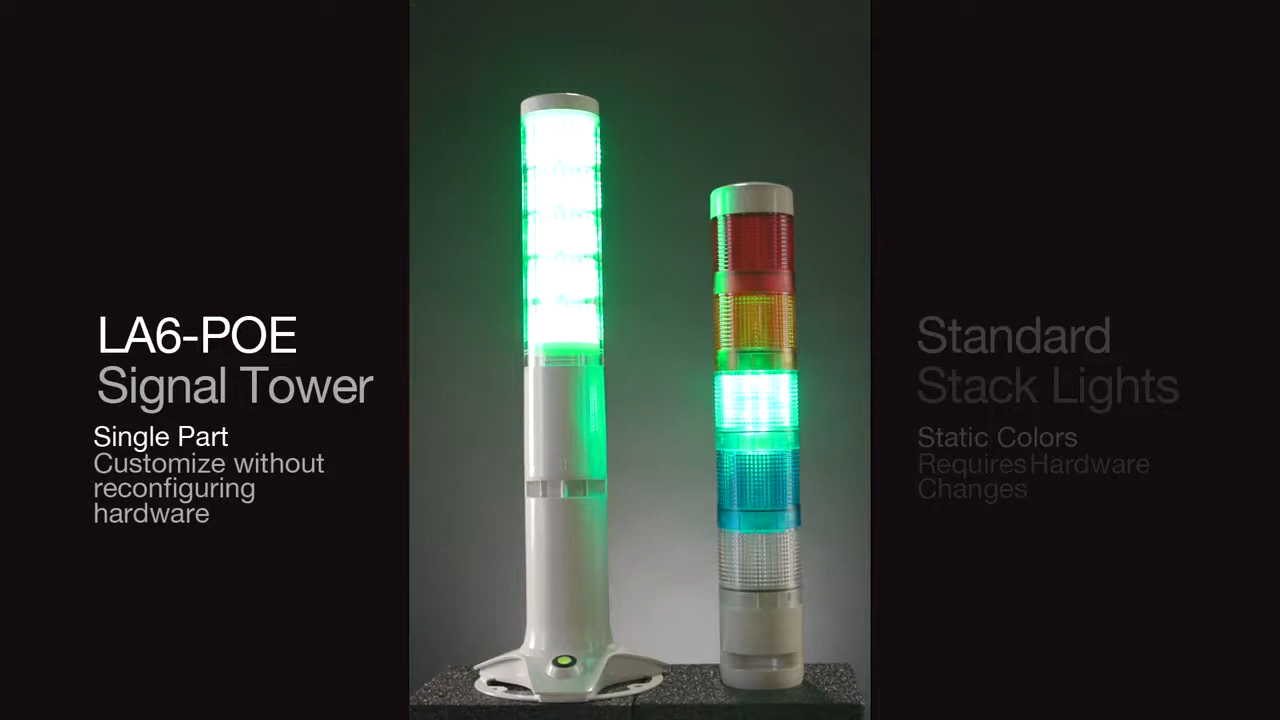 LA6-POE
Signal Tower
Single Part
Customize without
reconfiguring
hardware
Standard
Stack Lights
Static Colors
Requires Hardware
Changes